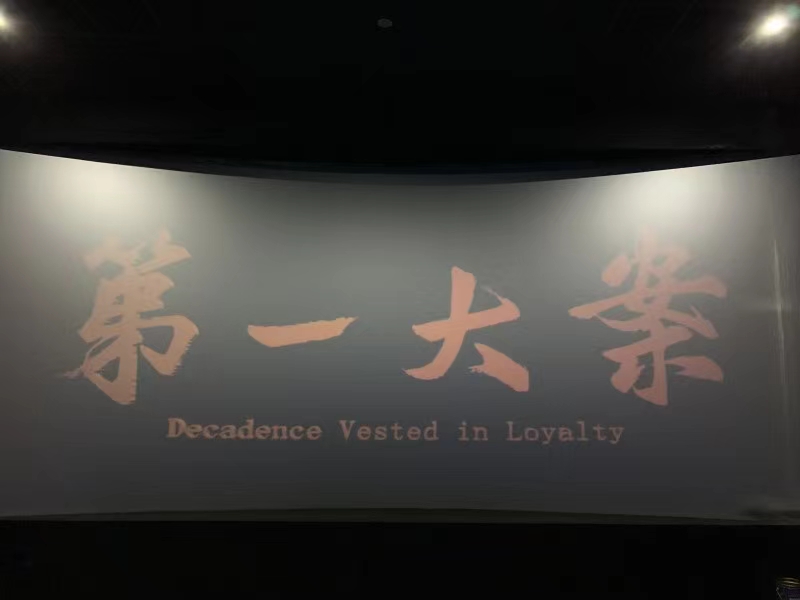 第一大案
Decadence Vested in Loyalty